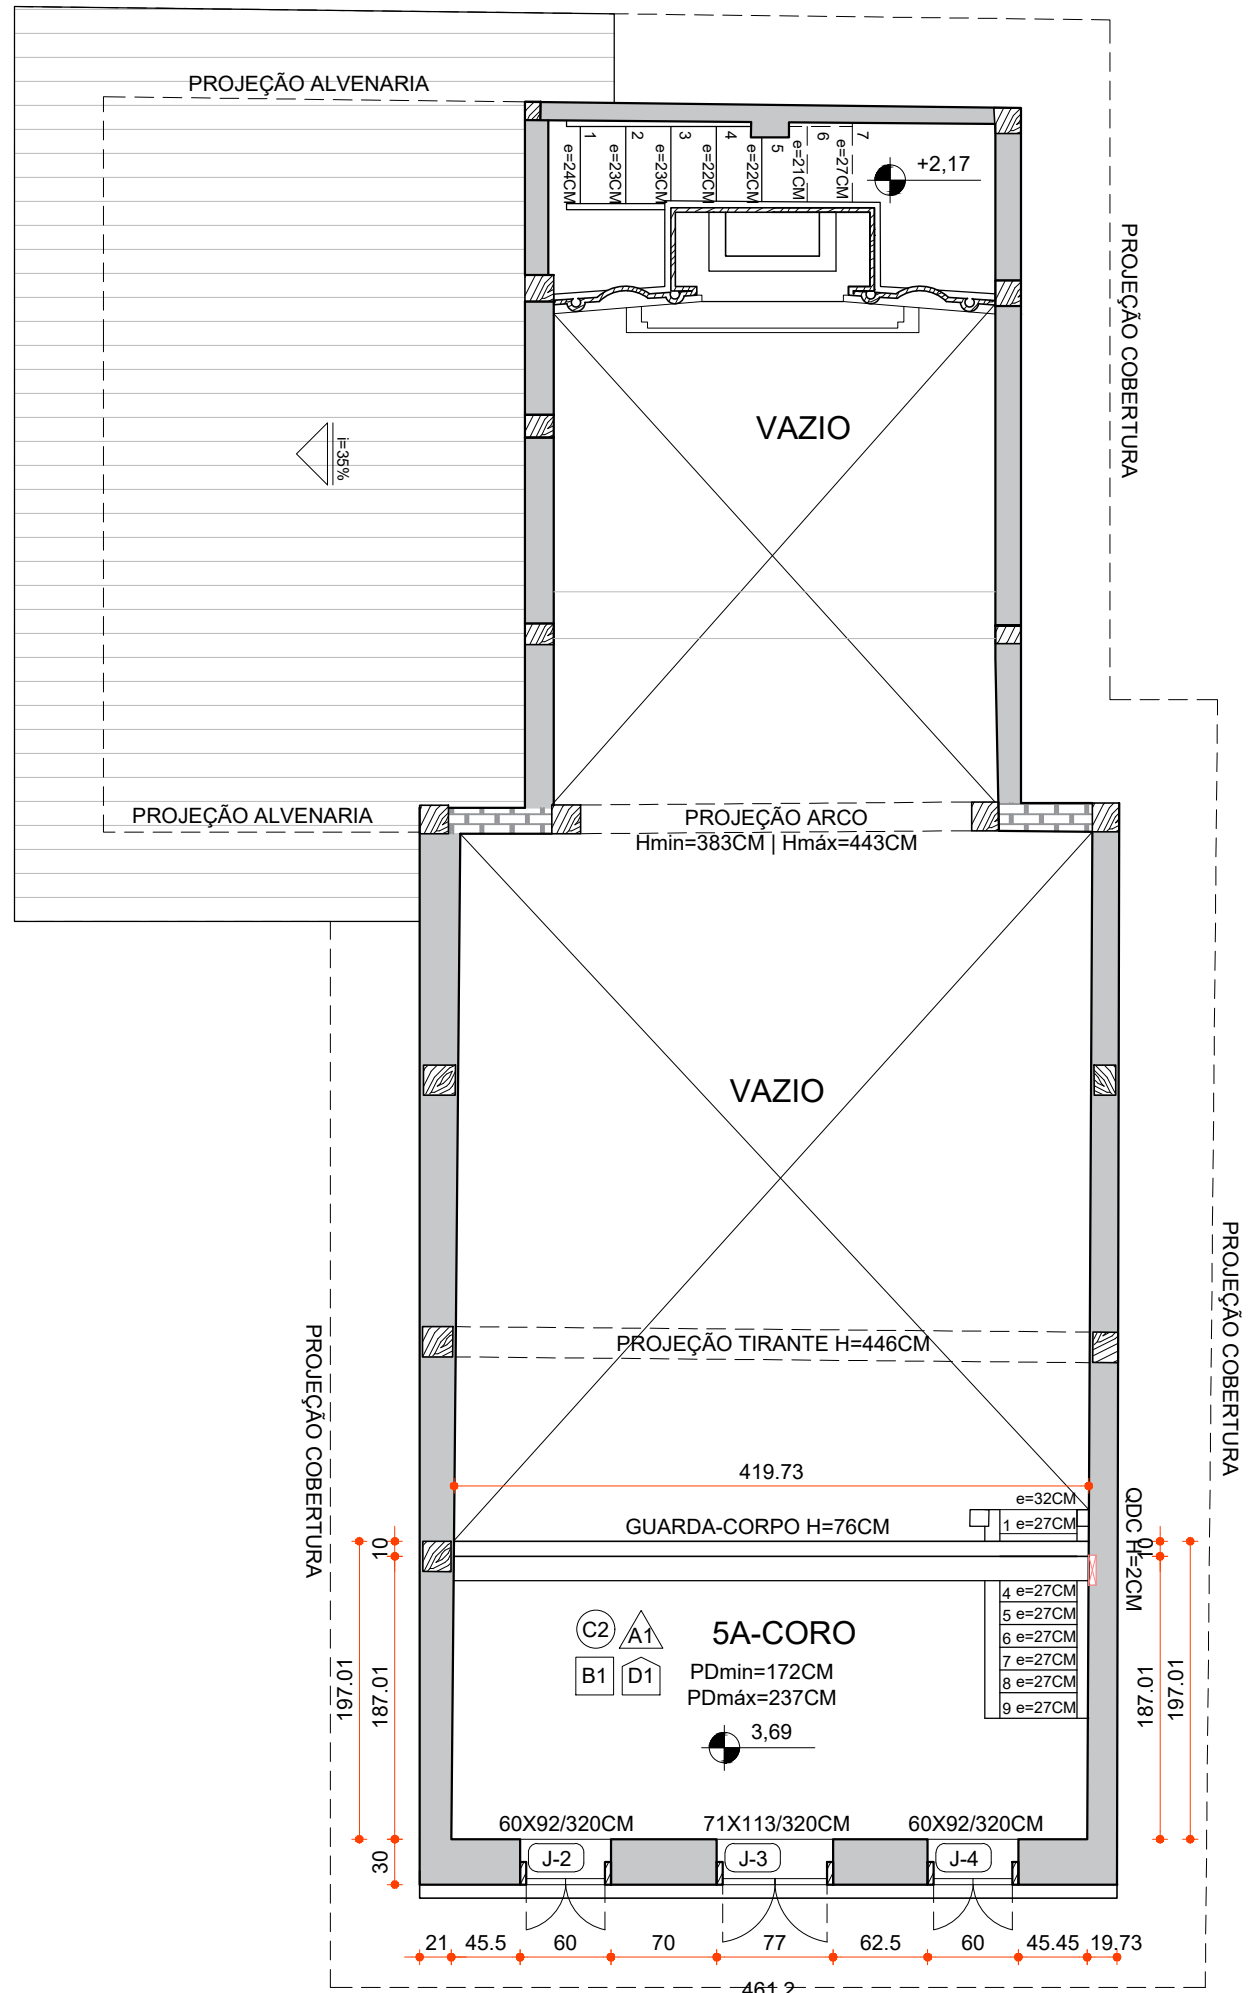 PROJEÇÃO ALVENARIA
1
2
3
4
5
6
7
e=24CM
e=23CM
e=23CM
e=22CM
e=22CM
e=21CM
e=27CM
+2,17
PROJEÇÃO COBERTURA
VAZIO
i=35%
PROJEÇÃO ALVENARIA
PROJEÇÃO ARCO
Hmin=383CM | Hmáx=443CM
VAZIO
PROJEÇÃO COBERTURA
PROJEÇÃO TIRANTE H=446CM
PROJEÇÃO COBERTURA
419.73
e=32CM
GUARDA-CORPO H=76CM
1 e=27CM
QDC H=2CM
10
10
4 e=27CM
5 e=27CM
6 e=27CM
7 e=27CM
8 e=27CM
9 e=27CM
C2
A1
B1
D1
5A-CORO
PDmin=172CM
PDmáx=237CM
3,69
197.01
187.01
187.01
197.01
60X92/320CM
71X113/320CM
60X92/320CM
J-2
J-3
J-4
30
21
45.5
60
70
77
62.5
60
45.45
19.73
461.2